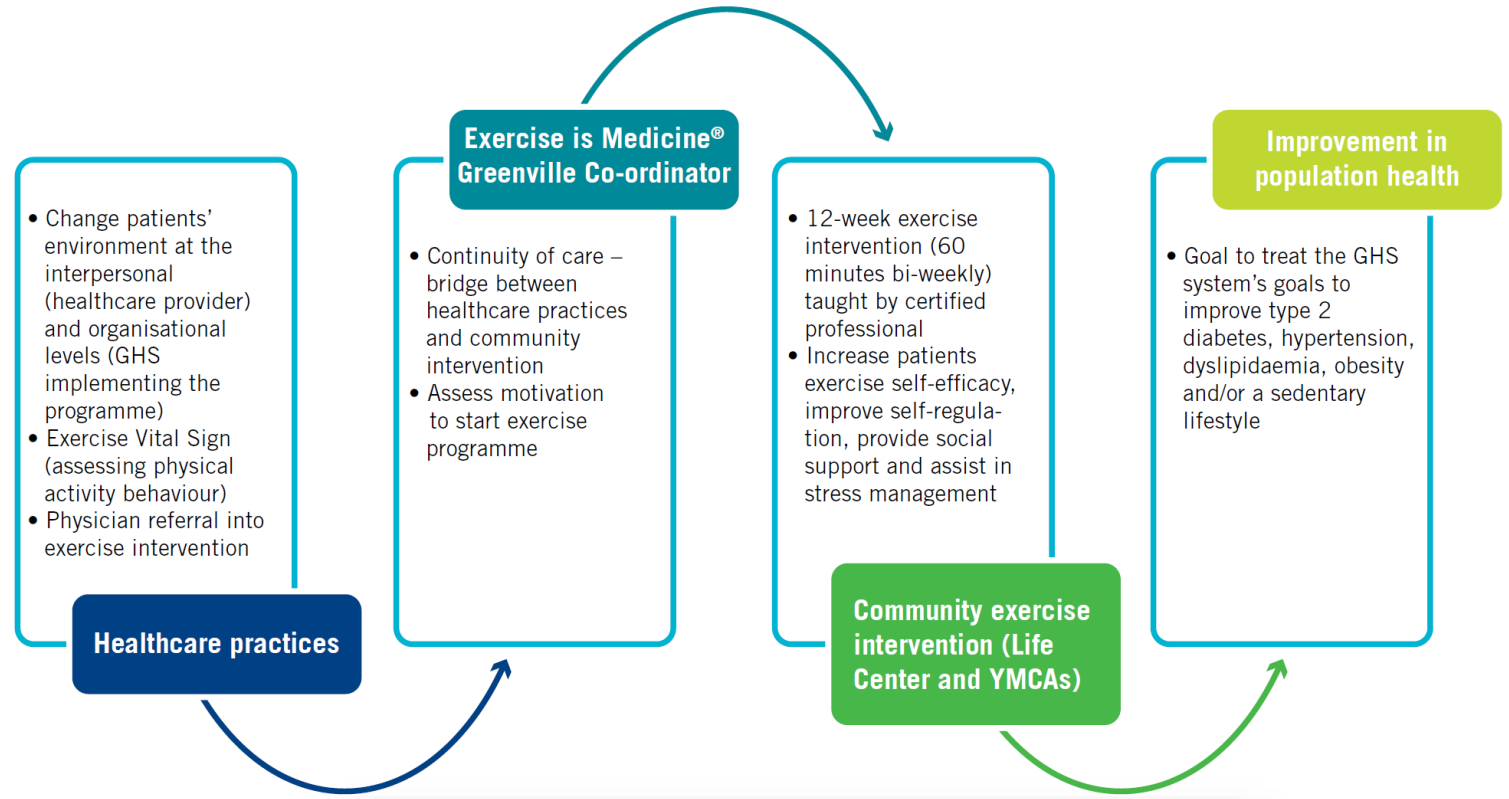 • Change patients'
environment at the
interpersonal
(healthcare provider)
and organisational
levels (GHS
implementing the
programme)
• Exercise Vital Sign
(assessing physical
activity behaviour)
• Physician referral into
exercise intervention
Healthcare practices
Exercise is Medicine®
Greenville Co-ordinator
• Continuity of care –
bridge between
healthcare practices
and community
intervention
• Assess motivation
to start exercise
programme
• 12-week exercise
intervention (60
minutes bi-weekly)
taught by certified
professional
• Increase patients
exercise self-efficacy,
improve self-regula-
tion, provide social
support and assist in
stress management
Community exercise
intervention (Life
Center and YMCAs)
Improvement in
population health
• Goal to treat the GHS
system's goals to
improve type 2
diabetes, hypertension,
dyslipidaemia, obesity
and/or a sedentary
lifestyle